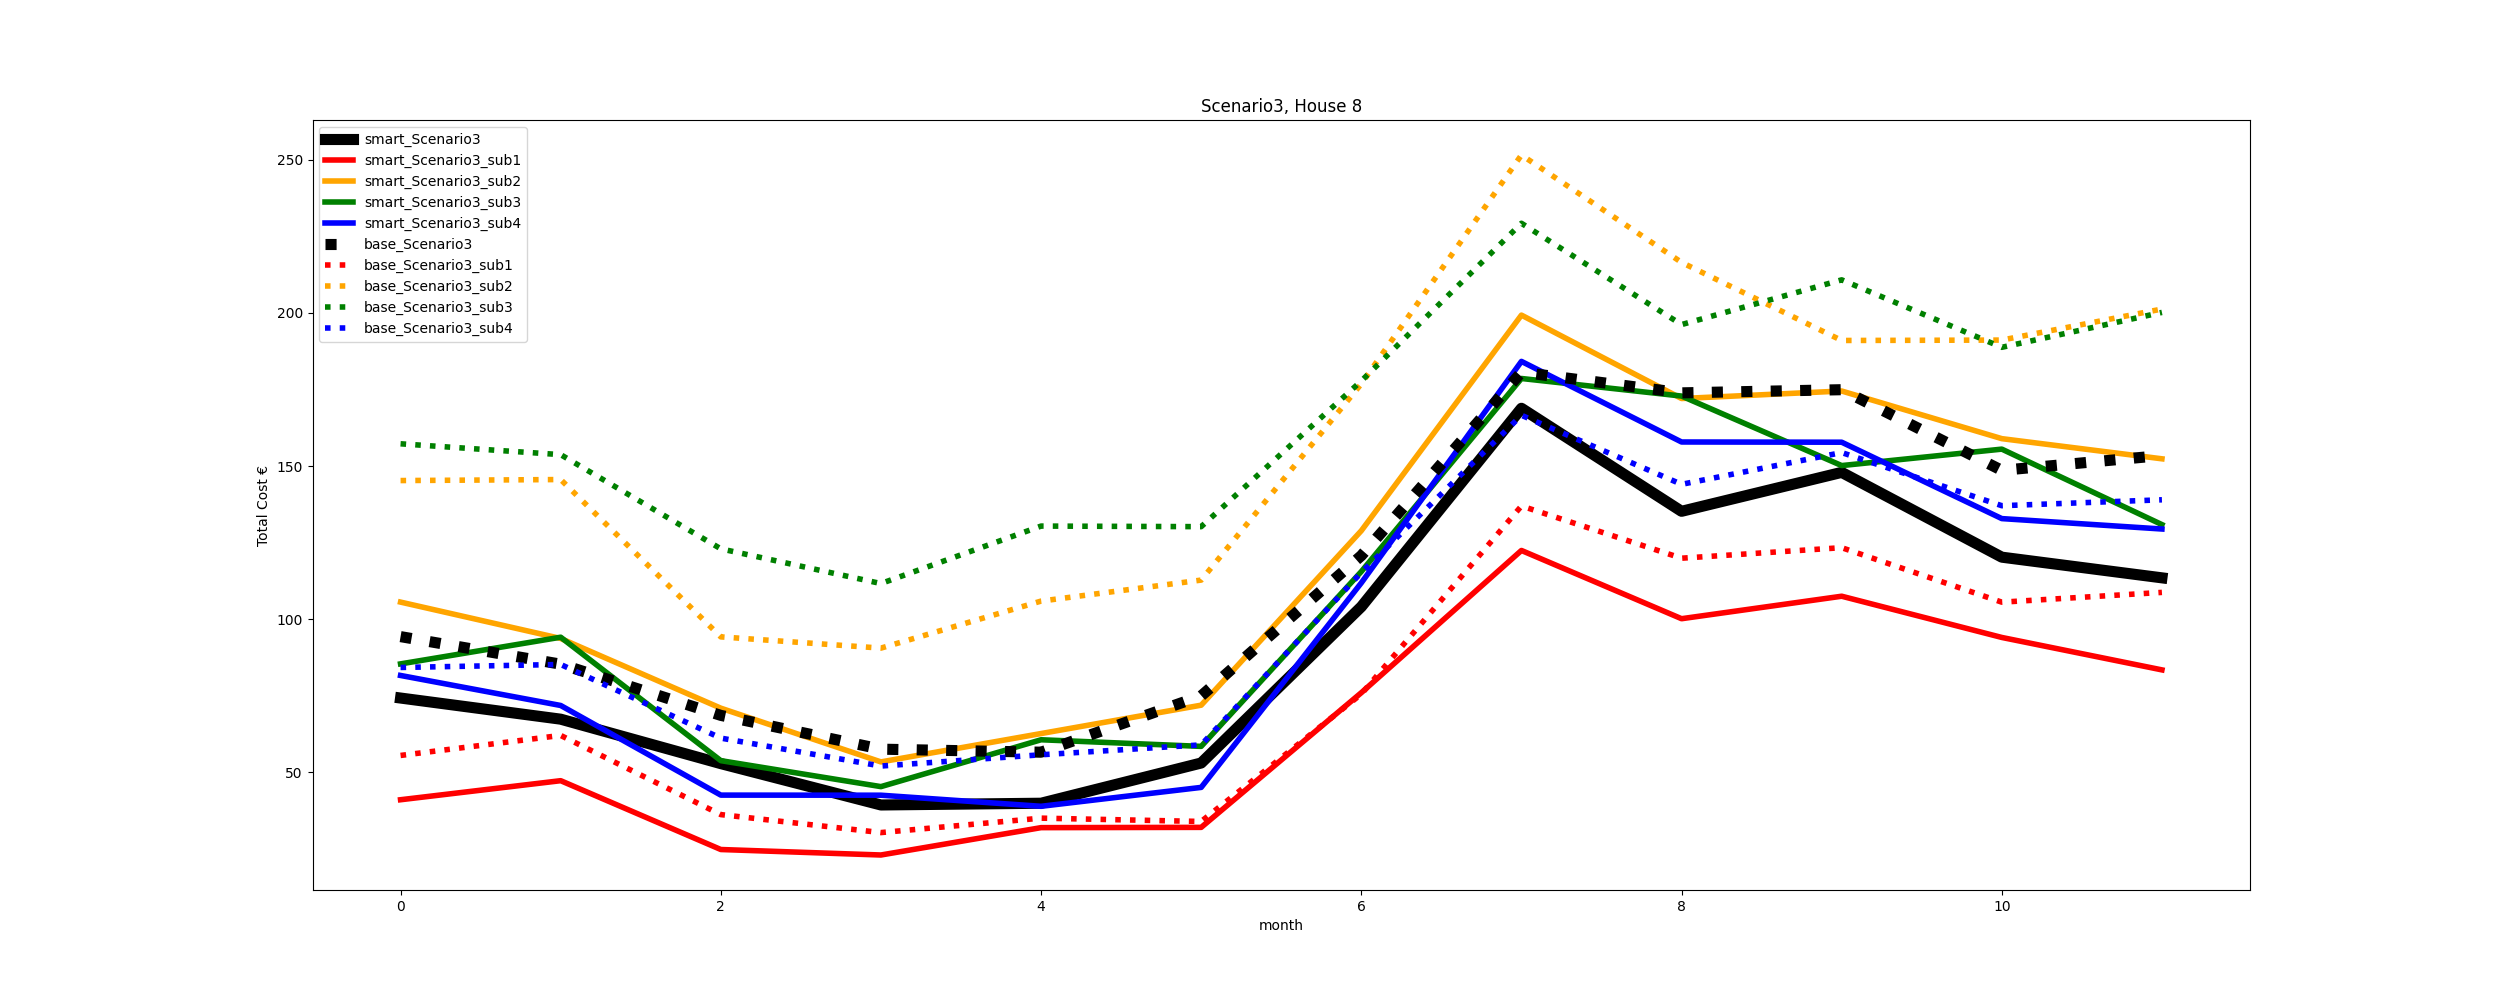 Scenario3, House 8
smart_Scenario3
smart_Scenario3_sub1
smart_Scenario3_sub2
smart_Scenario3_sub3
smart_Scenario3_sub4
base_Scenario3
base_Scenario3_sub1
base_Scenario3_sub2
base_Scenario3_sub3
base_Scenario3_sub4
Total Cost €
250
200
150
100
50
0 2 4 6 8 10
month